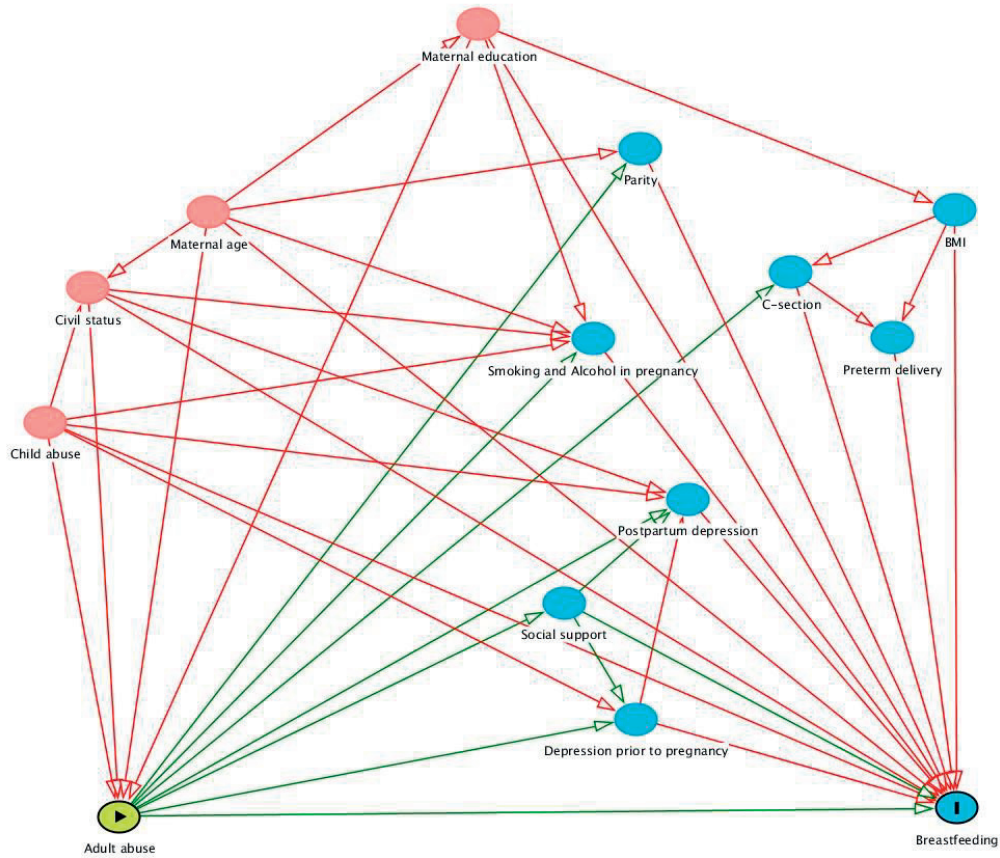 Maternal education
Parity
Maternal age
BMI
C-section
Civil status
Smoking and Alcohol in pregnancy
Preterm delivery
Child abuse
Postpartum depression
Social support
Depression prior to pregnancy
Adult abuse
Breastfeeding